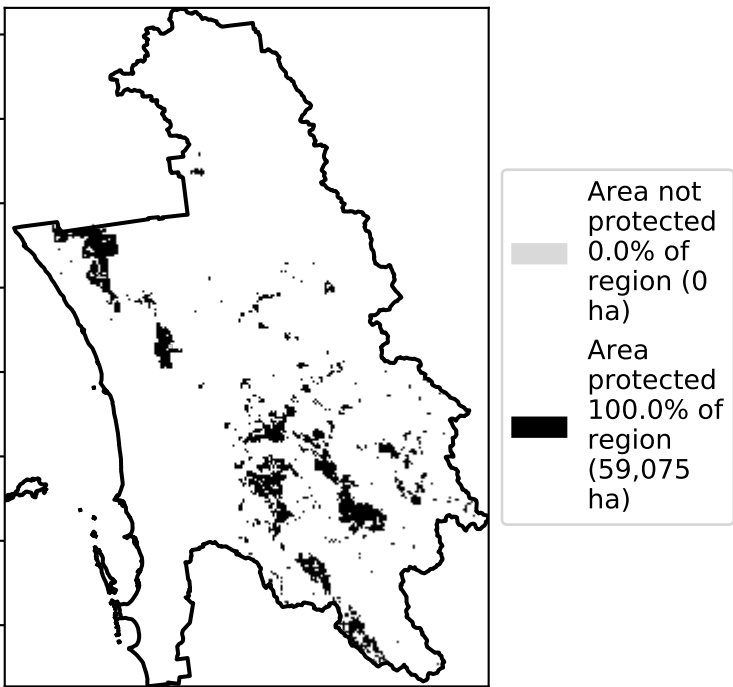 Area not
protected
0.0% of
region (0
ha)
Area
protected
100.0% of
region
(59,075
ha)